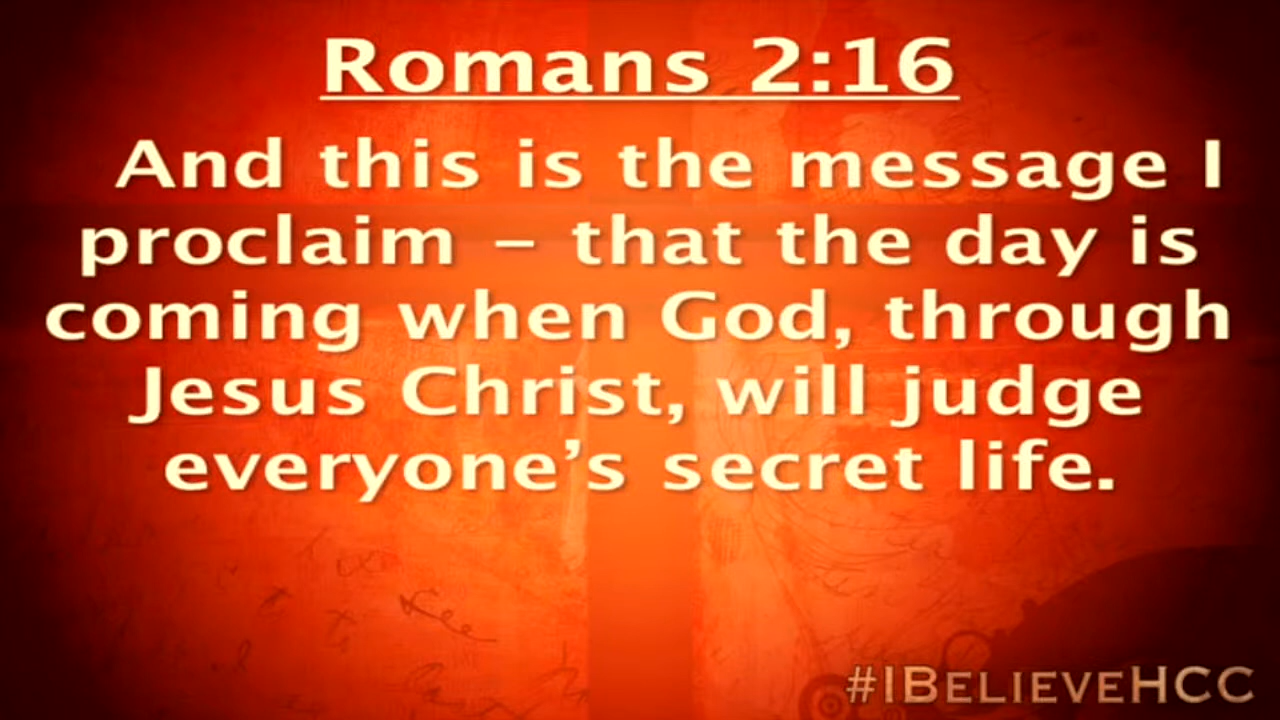 Romans 2:16
And this is the message I
proclaim – that the day is
coming when God, through
Jesus Christ, will judge
everyone’s secret life.
#IBelieveHCC